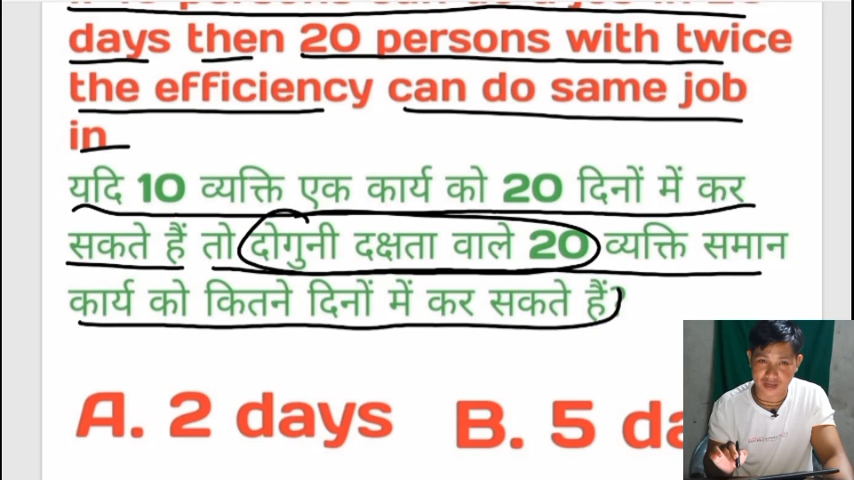 days then 20 persons with twice
the efficiency can do same job
in
यदि 10 व्यक्ति एक कार्य को 20 दिनों में कर
सकते हैं तो दोगुनी दक्षता वाले 20 व्यक्ति समान
कार्य को कितने दिनों में कर सकते हैं?
A. 2 days B. 5